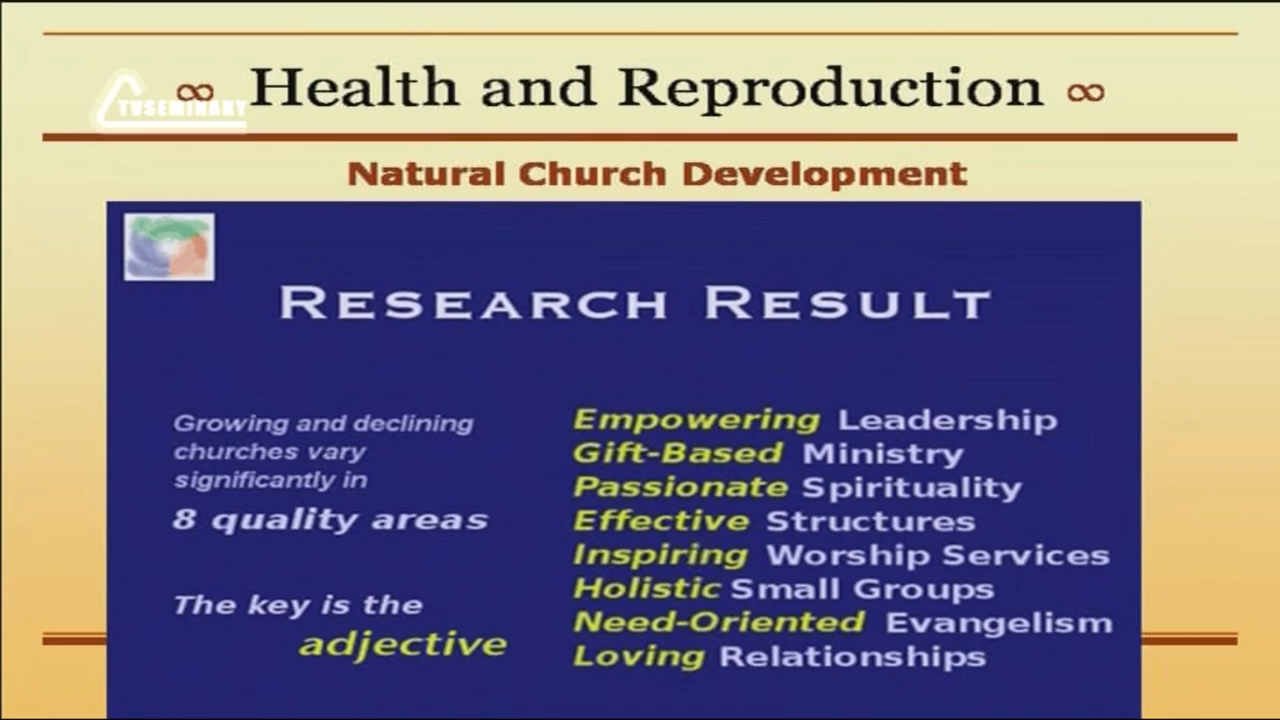 ∞ Health and Reproduction ∞
TVSEMINARY
Natural Church Development
RESEARCH RESULT
Growing and declining
churches vary
significantly in
8 quality areas
The key is the
adjective
Empowering Leadership
Gift-Based Ministry
Passionate Spirituality
Effective Structures
Inspiring Worship Services
Holistic Small Groups
Need-Oriented Evangelism
Loving Relationships